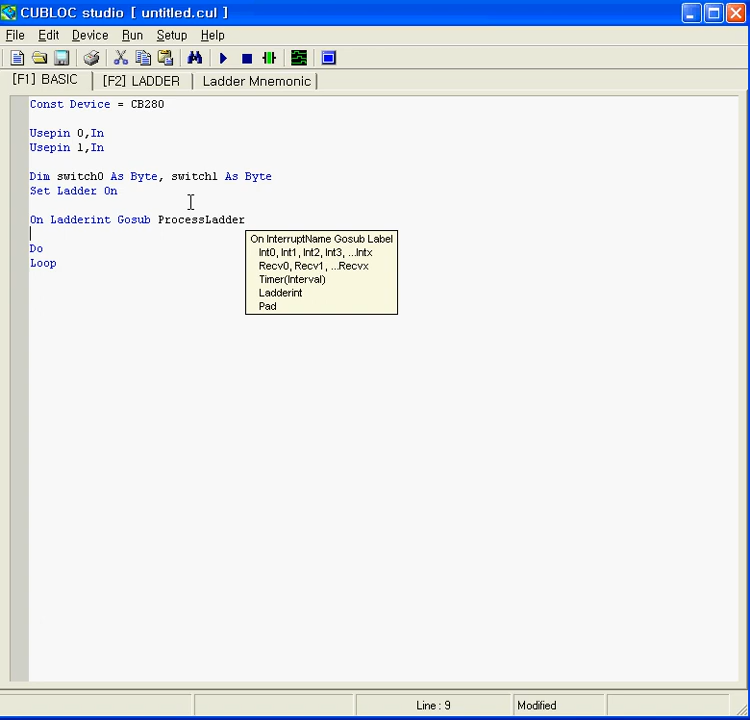 CUBLOC studio [ untitled.cul ]
File Edit Device Run Setup Help
[F1] BASIC [F2] LADDER Ladder Mnemonic
Const Device = CB280
Usepin 0,In
Usepin 1,In
Dim switch0 As Byte, switch1 As Byte
Set Ladder On
On Ladderint Gosub ProcessLadder
Do
Loop
On InterruptName Gosub Label
Int0, Int1, Int2, Int3, ...Intx
Recv0, Recv1, ...Recvx
Timer(Interval)
Ladderint
Pad
Line : 9 Modified